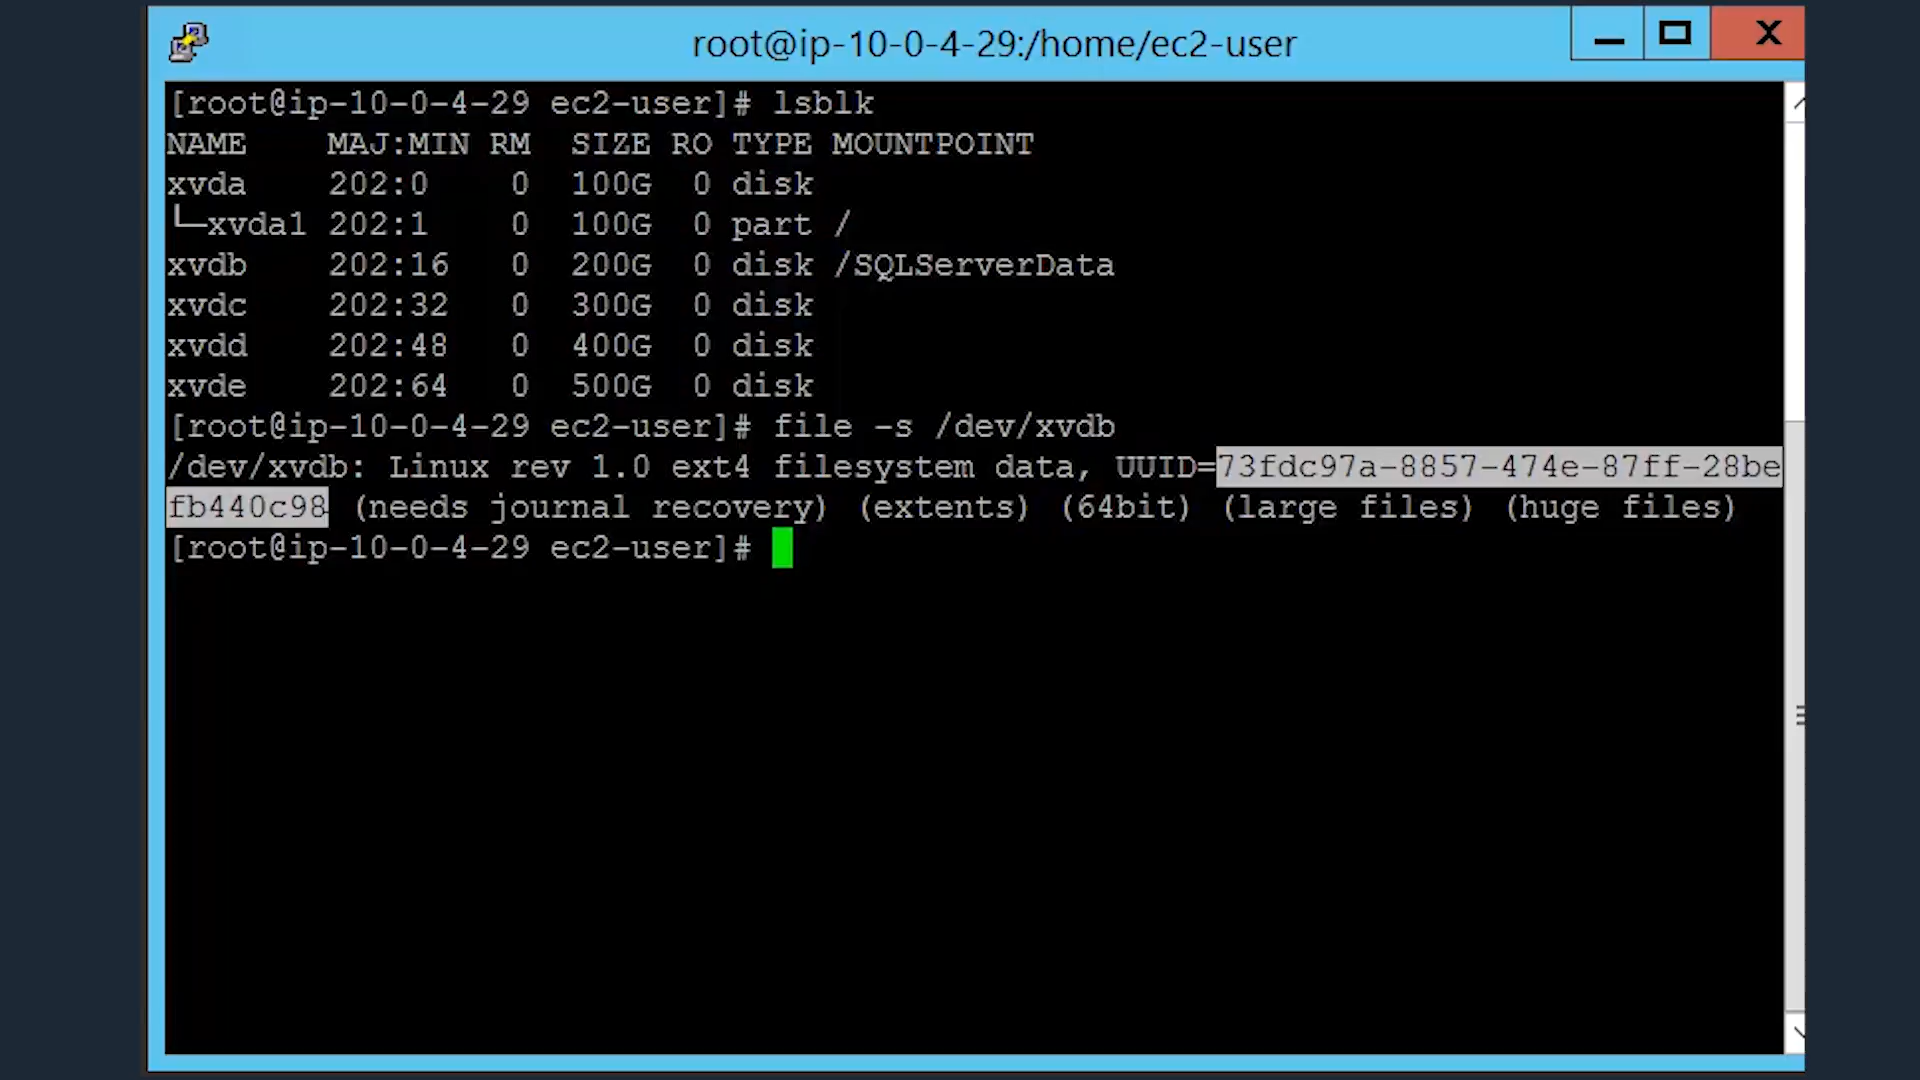 root@ip-10-0-4-29:/home/ec2-user
[root@ip-10-0-4-29 ec2-user]# lsblk
NAME    MAJ:MIN RM  SIZE RO TYPE MOUNTPOINT
xvda    202:0    0  100G  0 disk
└─xvda1 202:1    0  100G  0 part /
xvdb    202:16   0  200G  0 disk /SQLServerData
xvdc    202:32   0  300G  0 disk
xvdd    202:48   0  400G  0 disk
xvde    202:64   0  500G  0 disk
[root@ip-10-0-4-29 ec2-user]# file -s /dev/xvdb
/dev/xvdb: Linux rev 1.0 ext4 filesystem data, UUID=73fdc97a-8857-474e-87ff-28be
fb440c98 (needs journal recovery) (extents) (64bit) (large files) (huge files)
[root@ip-10-0-4-29 ec2-user]#